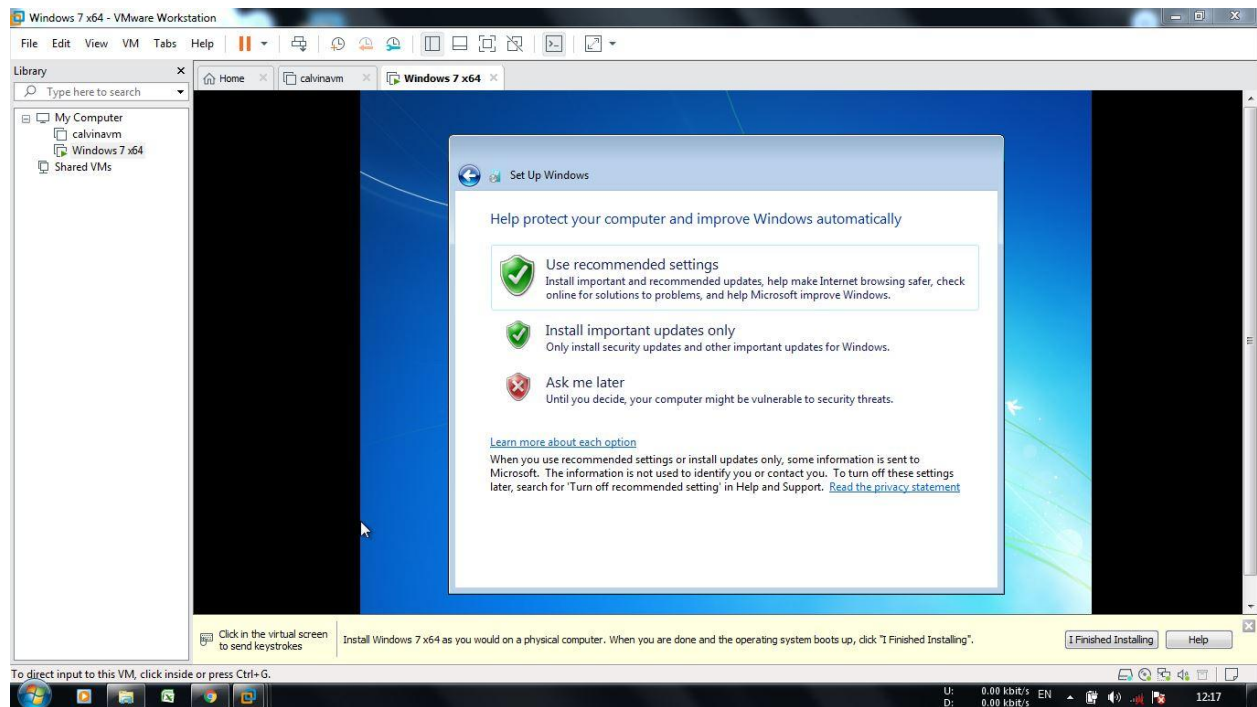 Windows 7 x64 - VMware Workstation
File Edit View VM Tabs Help
Library
Type here to search
My Computer
calvinavm
Windows 7 x64
Shared VMs
Home
calvinavm
Windows 7 x64
Set Up Windows
Help protect your computer and improve Windows automatically
Use recommended settings
Install important and recommended updates, help make Internet browsing safer, check
online for solutions to problems, and help Microsoft improve Windows.
Install important updates only
Only install security updates and other important updates for Windows.
Ask me later
Until you decide, your computer might be vulnerable to security threats.
Learn more about each option
When you use recommended settings or install updates only, some information is sent to
Microsoft. The information is not used to identify you or contact you. To turn off these settings
later, search for 'Turn off recommended setting' in Help and Support. Read the privacy statement
Click in the virtual screen
to send keystrokes
Install Windows 7 x64 as you would on a physical computer. When you are done and the operating system boots up, click "I Finished Installing".
I Finished Installing
Help
To direct input to this VM, click inside or press Ctrl+G.
U: 0.00 kbit/s
D: 0.00 kbit/s
EN
12:17